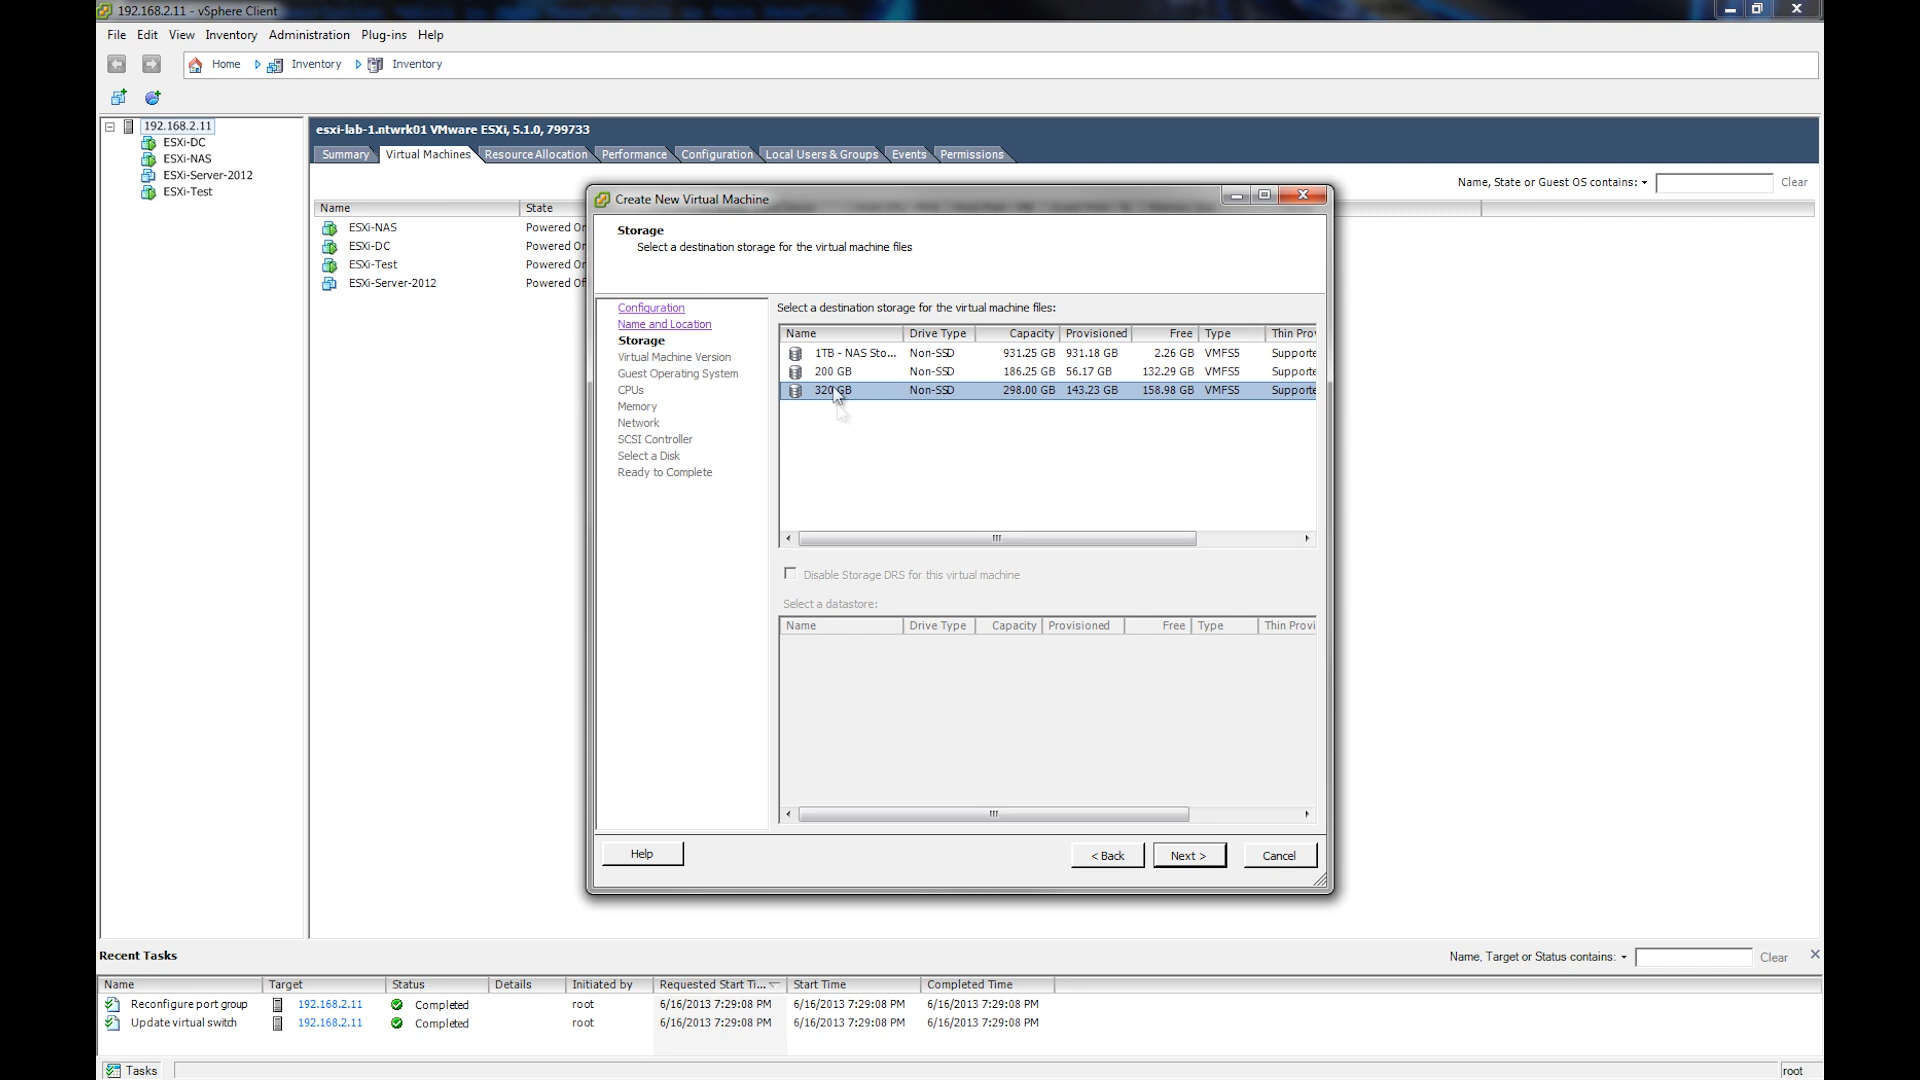 192.168.2.11 - vSphere Client
File Edit View Inventory Administration Plug-ins Help
Home Inventory Inventory
192.168.2.11
ESXi-DC
ESXi-NAS
ESXi-Server-2012
ESXi-Test
esxi-lab-1.ntwrk01 VMware ESXi, 5.1.0, 799733
Summary Virtual Machines Resource Allocation Performance Configuration Local Users & Groups Events Permissions
Name, State or Guest OS contains: Clear
Name State
ESXi-NAS Powered On
ESXi-DC Powered On
ESXi-Test Powered On
ESXi-Server-2012 Powered Of
Create New Virtual Machine
Storage
Select a destination storage for the virtual machine files
Configuration
Name and Location
Storage
Virtual Machine Version
Guest Operating System
CPUs
Memory
Network
SCSI Controller
Select a Disk
Ready to Complete
Select a destination storage for the virtual machine files:
Name Drive Type Capacity Provisioned Free Type Thin Prov
1TB - NAS Sto... Non-SSD 931.25 GB 931.18 GB 2.26 GB VMFS5 Supporte
200 GB Non-SSD 186.25 GB 56.17 GB 132.29 GB VMFS5 Supporte
320 GB Non-SSD 298.00 GB 143.23 GB 158.98 GB VMFS5 Supporte
Disable Storage DRS for this virtual machine
Select a datastore:
Name Drive Type Capacity Provisioned Free Type Thin Provi
Help < Back Next > Cancel
Recent Tasks
Name, Target or Status contains: Clear
Name Target Status Details Initiated by Requested Start Ti... Start Time Completed Time
Reconfigure port group 192.168.2.11 Completed root 6/16/2013 7:29:08 PM 6/16/2013 7:29:08 PM 6/16/2013 7:29:08 PM
Update virtual switch 192.168.2.11 Completed root 6/16/2013 7:29:08 PM 6/16/2013 7:29:08 PM 6/16/2013 7:29:08 PM
Tasks root